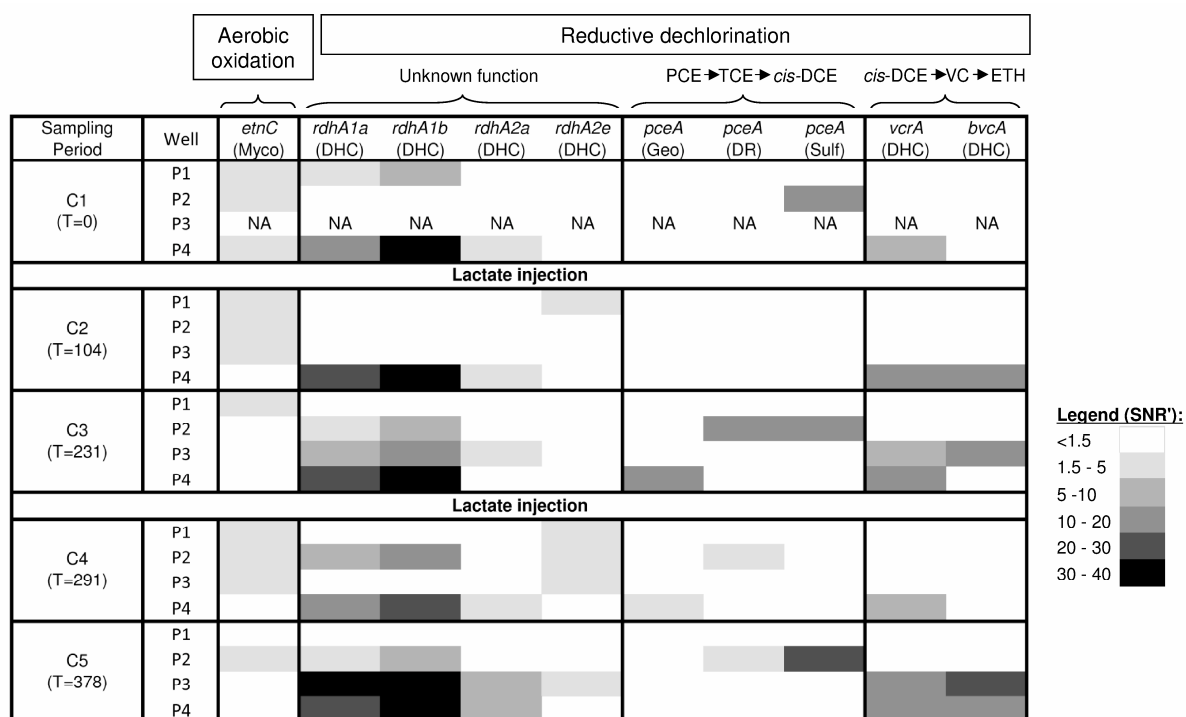 Aerobic oxidation
Reductive dechlorination
Unknown function
PCE → TCE → cis-DCE
cis-DCE → VC → ETH
Sampling Period Well etnC (Myco) rdhA1a (DHC) rdhA1b (DHC) rdhA2a (DHC) rdhA2e (DHC) pceA (Geo) pceA (DR) pceA (Sulf) vcrA (DHC) bvcA (DHC)
C1 (T=0)
P1
P2
P3 NA NA NA NA NA NA NA NA NA NA
P4
Lactate injection
C2 (T=104)
P1
P2
P3
P4
C3 (T=231)
P1
P2
P3
P4
Lactate injection
C4 (T=291)
P1
P2
P3
P4
C5 (T=378)
P1
P2
P3
P4
Legend (SNR'):
<1.5
1.5 - 5
5 -10
10 - 20
20 - 30
30 - 40